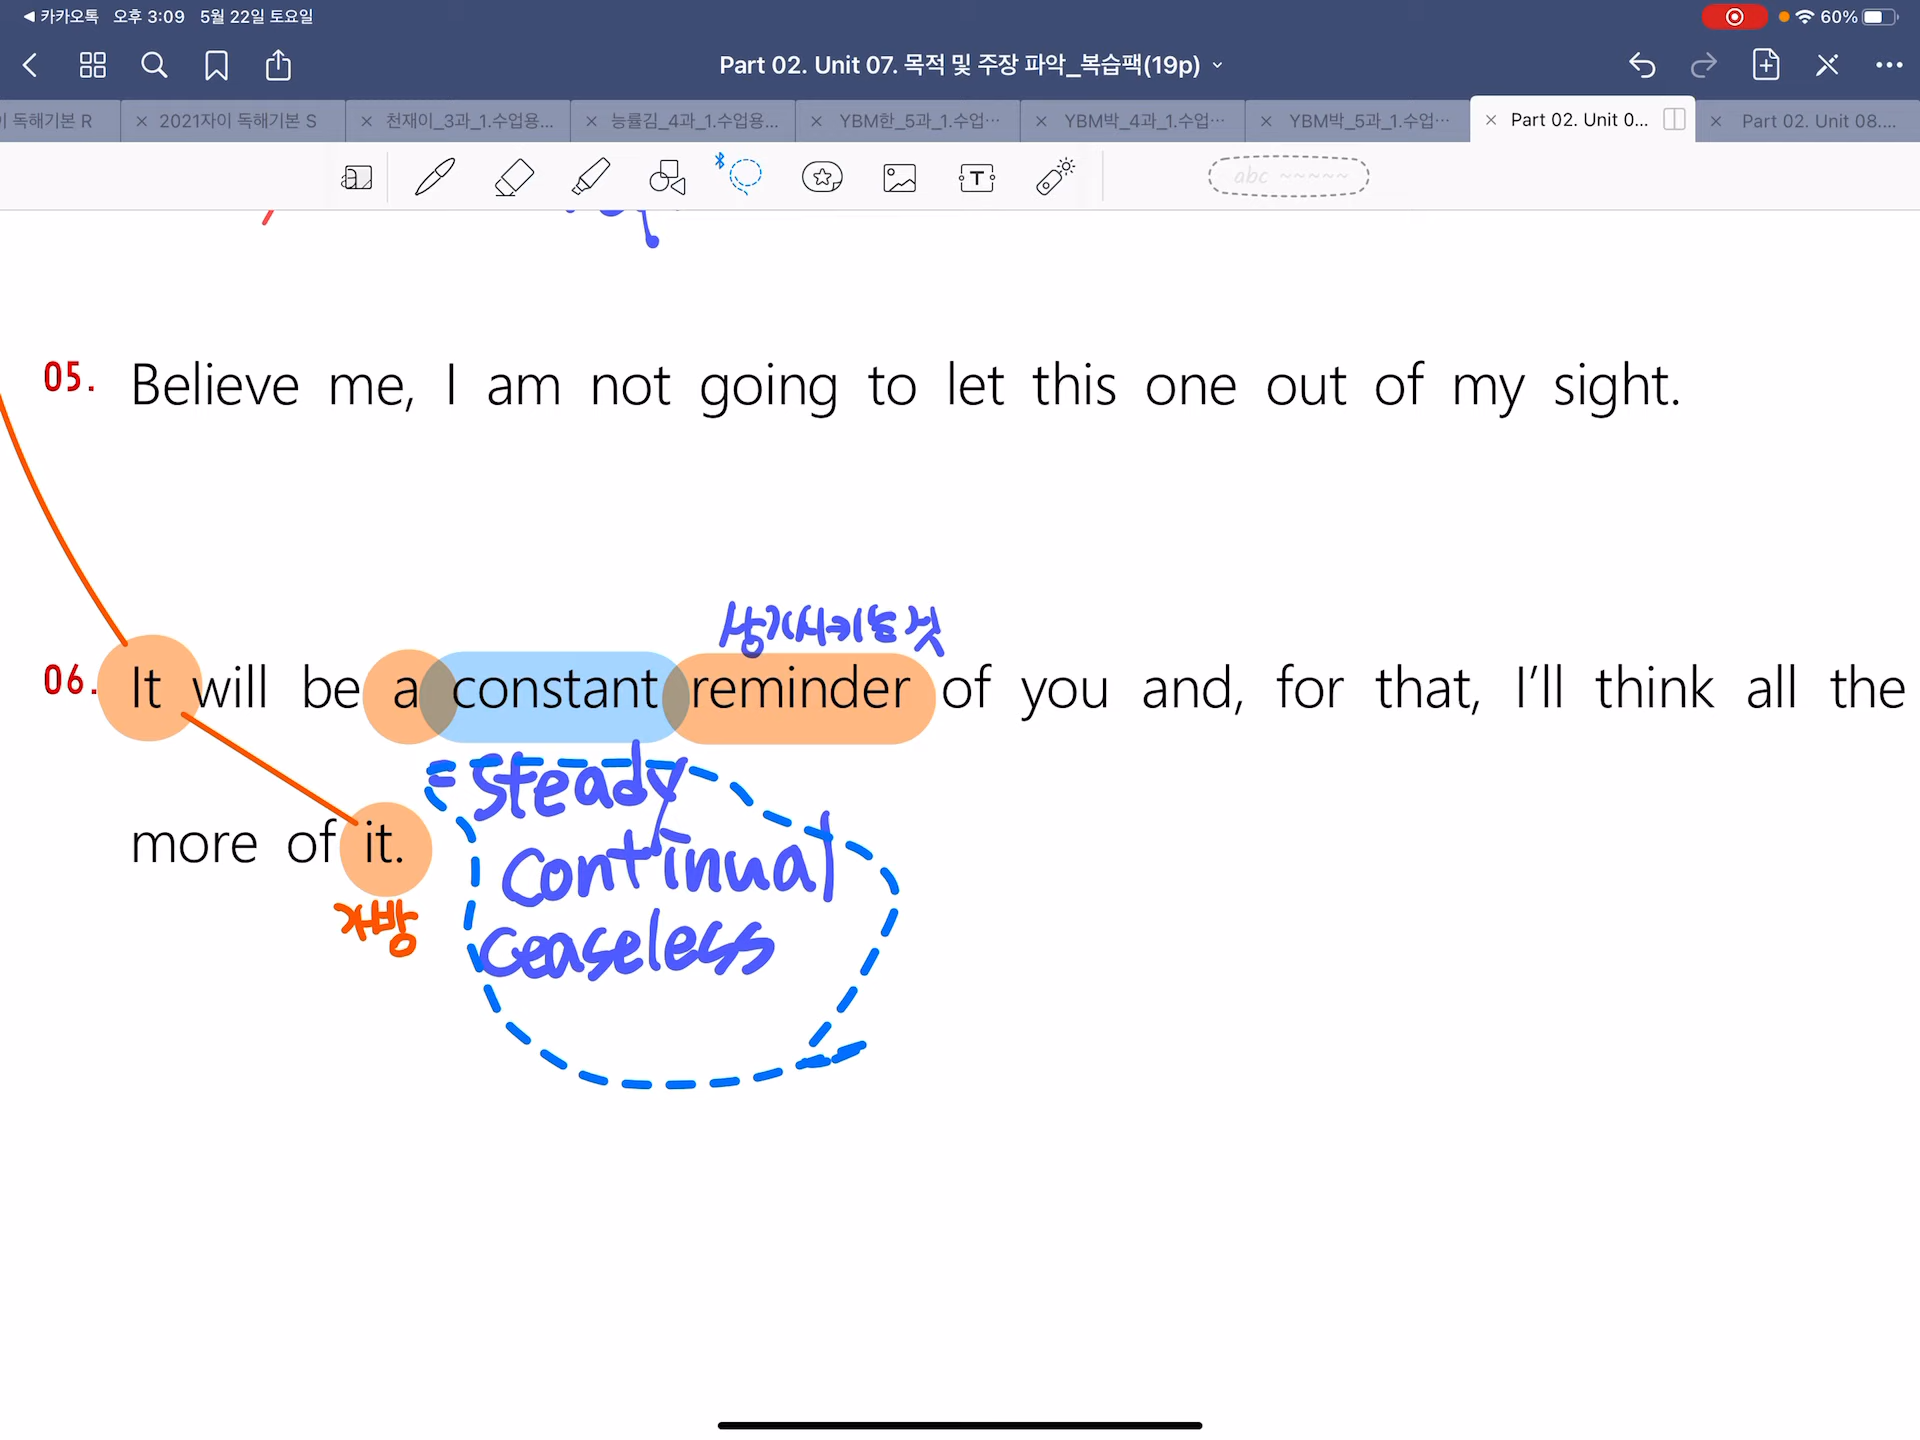 ◀ 카카오톡 오후 3:09 5월 22일 토요일
60%
Part 02. Unit 07. 목적 및 주장 파악_복습팩(19p)
이 독해기본 R
× 2021자이 독해기본 S
× 천재이_3과_1.수업용...
× 능률김_4과_1.수업용...
× YBM한_5과_1.수업...
× YBM박_4과_1.수업...
× YBM박_5과_1.수업...
× Part 02. Unit 0...
× Part 02. Unit 08....
abc ~~~~~
05. Believe me, I am not going to let this one out of my sight.
상기시키는 것
06. It will be a constant reminder of you and, for that, I'll think all the
= steady
more of it.
continual
가방
ceaseless